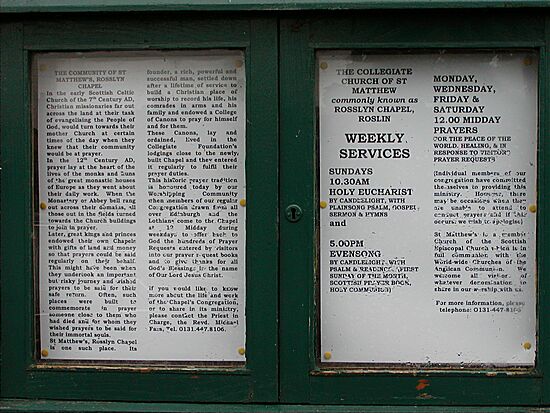 THE COMMUNITY OF ST
MATTHEW'S, ROSSLYN
CHAPEL
In the early Scottish Celtic
Church of the 7th Century AD,
Christian missionaries far out
across the land at their task
of evangelising the People of
God, would turn towards their
mother Church at certain
times of the day when they
knew that their community
would be at prayer.
In the 12th Century AD,
prayer lay at the heart of the
lives of the monks and nuns
of the great monastic houses
of Europe as they went about
their daily work. When the
Monastery or Abbey bell rang
out across their domains, all
those out in the fields turned
towards the Church buildings
to join in prayer.
Later, great kings and princes
endowed their own Chapels
with gifts of land and money
so that prayers could be said
regularly on their behalf.
This might have been when
they undertook an important
but risky journey and wished
prayers to be said for their
safe return. Often, such
places were built to
commemorate in prayer
someone close to them who
had died and for whom they
wished prayers to be said for
their immortal souls.
St Matthew's, Rosslyn Chapel
is one such place. Its
founder, a rich, powerful and
successful man, settled down
after a lifetime of service to
build a Christian place of
worship to record his life, his
comrades in arms and his
family and endowed a College
of Canons to pray for himself
and for them.
These Canons, lay and
ordained, lived in the
Collegiate Foundation's
lodgings close to the newly,
built Chapel and they entered
it regularly to fulfil their
prayer duties.
This historic prayer tradition
is honoured today by our
Worshipping Community
when members of our regular
Congregation drawn from all
over Edinburgh and the
Lothians come to the Chapel
at 12 Midday during
weekdays to offer back to
God the hundreds of Prayer
Requests entered by visitors
into our prayer request books
and to give thanks for all
God's Blessings in the name
of Our Lord Jesus Christ.
If you would like to know
more about the life and work
of the Chapel's Congregation,
or to share in its ministry,
please contact the Priest in
Charge, the Revd. Michael
Fass, Tel. 0131.447.8106.
THE COLLEGIATE
CHURCH OF ST
MATTHEW
commonly known as
ROSSLYN CHAPEL,
ROSLIN
WEEKLY
SERVICES
SUNDAYS
10.30AM
HOLY EUCHARIST
BY CANDLELIGHT, WITH
PLAINSONG PSALM, GOSPEL
SERMON & HYMNS
and
5.00PM
EVENSONG
BY CANDLELIGHT, WITH
PSALM & READINGS. (FIRST
SUNDAY OF THE MONTH,
SCOTTISH PRAYER BOOK,
HOLY COMMUNION)
MONDAY,
WEDNESDAY,
FRIDAY &
SATURDAY
12.00 MIDDAY
PRAYERS
(FOR THE PEACE OF THE
WORLD, HEALING, & IN
RESPONSE TO VISITORS'
PRAYER REQUESTS)
(Individual members of our
congregation have committed
themselves to providing this
ministry. However, there
may be occasions when they
are unable to attend to
conduct prayers and if this
occurs, we wish to apologise)
St Matthew's is a member
Church of the Scottish
Episcopal Church which is in
full communion with the
World-wide Churches of the
Anglican Communion. We
welcome all visitors of
whatever denomination to
share in our worship with us.
For more information, please
telephone: 0131-447-8106